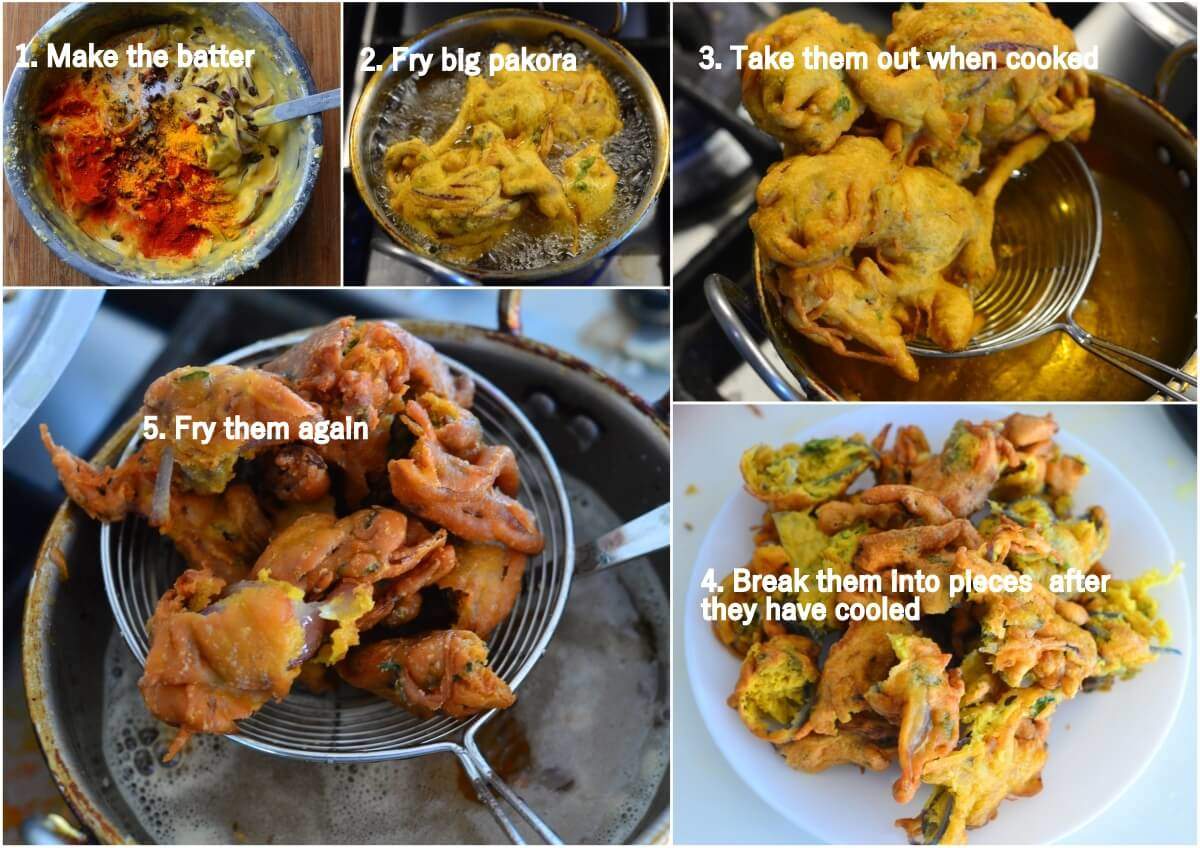 1. Make the batter
2. Fry big pakora
3. Take them out when cooked
4. Break them into pieces after
they have cooled
5. Fry them again